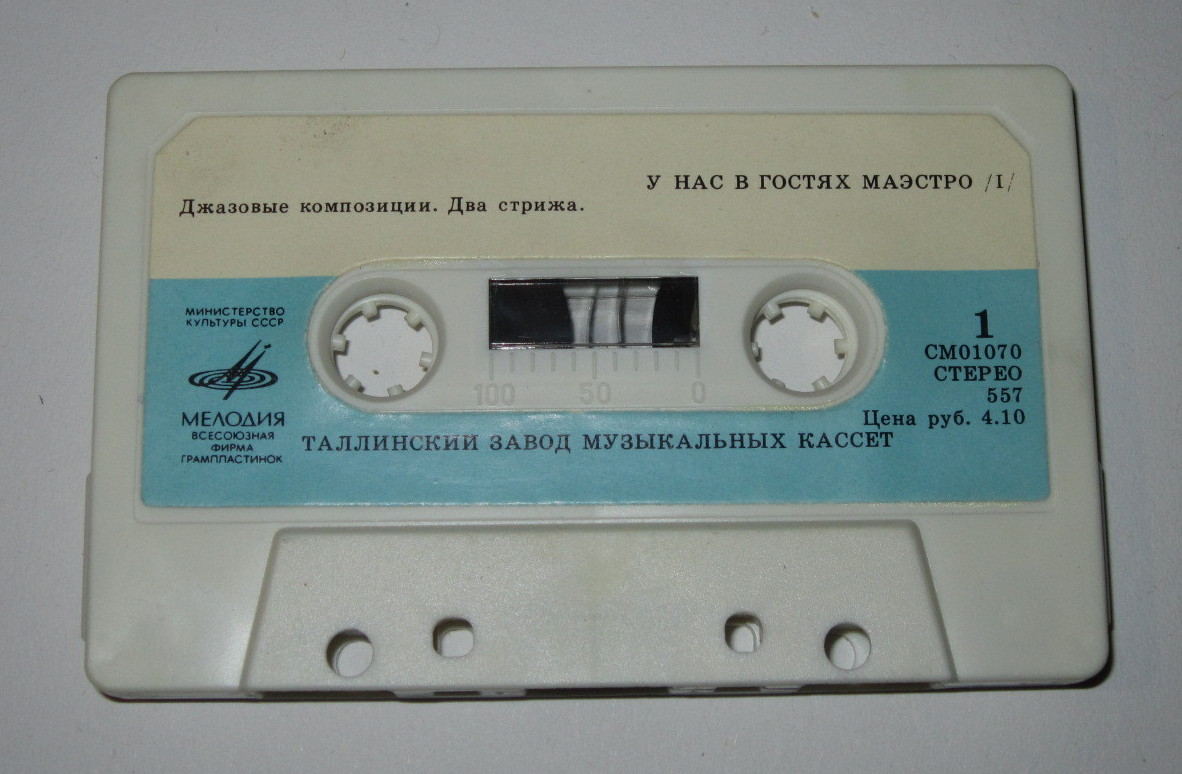 У НАС В ГОСТЯХ МАЭСТРО /I/
Джазовые композиции. Два стрижа.
МИНИСТЕРСТВО
КУЛЬТУРЫ СССР
МЕЛОДИЯ
ВСЕСОЮЗНАЯ
ФИРМА
ГРАМПЛАСТИНОК
100 50 0
1
СМ01070
СТЕРЕО
557
Цена руб. 4.10
ТАЛЛИНСКИЙ ЗАВОД МУЗЫКАЛЬНЫХ КАССЕТ